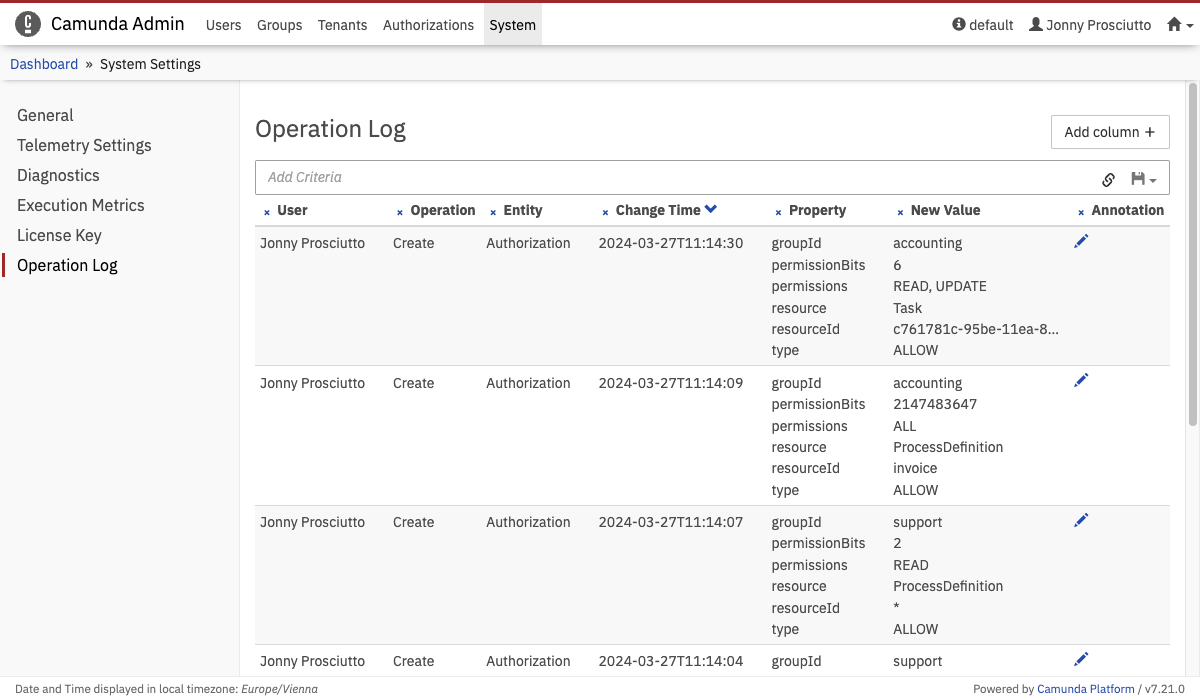 Camunda Admin Users Groups Tenants Authorizations System default Jonny Prosciutto
Dashboard » System Settings
General
Telemetry Settings
Diagnostics
Execution Metrics
License Key
Operation Log
Operation Log
Add column +
Add Criteria
× User × Operation × Entity × Change Time × Property × New Value × Annotation
Jonny Prosciutto Create Authorization 2024-03-27T11:14:30 groupId accounting
permissionBits 6
permissions READ, UPDATE
resource Task
resourceId c761781c-95be-11ea-8...
type ALLOW
Jonny Prosciutto Create Authorization 2024-03-27T11:14:09 groupId accounting
permissionBits 2147483647
permissions ALL
resource ProcessDefinition
resourceId invoice
type ALLOW
Jonny Prosciutto Create Authorization 2024-03-27T11:14:07 groupId support
permissionBits 2
permissions READ
resource ProcessDefinition
resourceId *
type ALLOW
Jonny Prosciutto Create Authorization 2024-03-27T11:14:04 groupId support
Date and Time displayed in local timezone: Europe/Vienna
Powered by Camunda Platform / v7.21.0